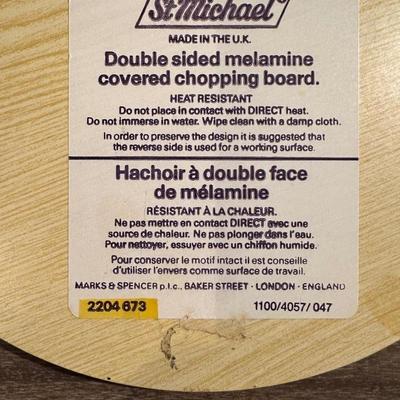 St Michael®
MADE IN THE U.K.
Double sided melamine
covered chopping board.
HEAT RESISTANT
Do not place in contact with DIRECT heat.
Do not immerse in water. Wipe clean with a damp cloth.
In order to preserve the design it is suggested that
the reverse side is used for a working surface.
Hachoir à double face
de mélamine
RÉSISTANT À LA CHALEUR.
Ne pas mettre en contact DIRECT avec une
source de chaleur. Ne pas plonger dans l'eau.
Pour nettoyer, essuyer avec un chiffon humide.
Pour conserver le motif intact il est conseille
d'utiliser l'envers comme surface de travail.
MARKS & SPENCER p.l.c., BAKER STREET · LONDON · ENGLAND
2204 673 1100/4057/047